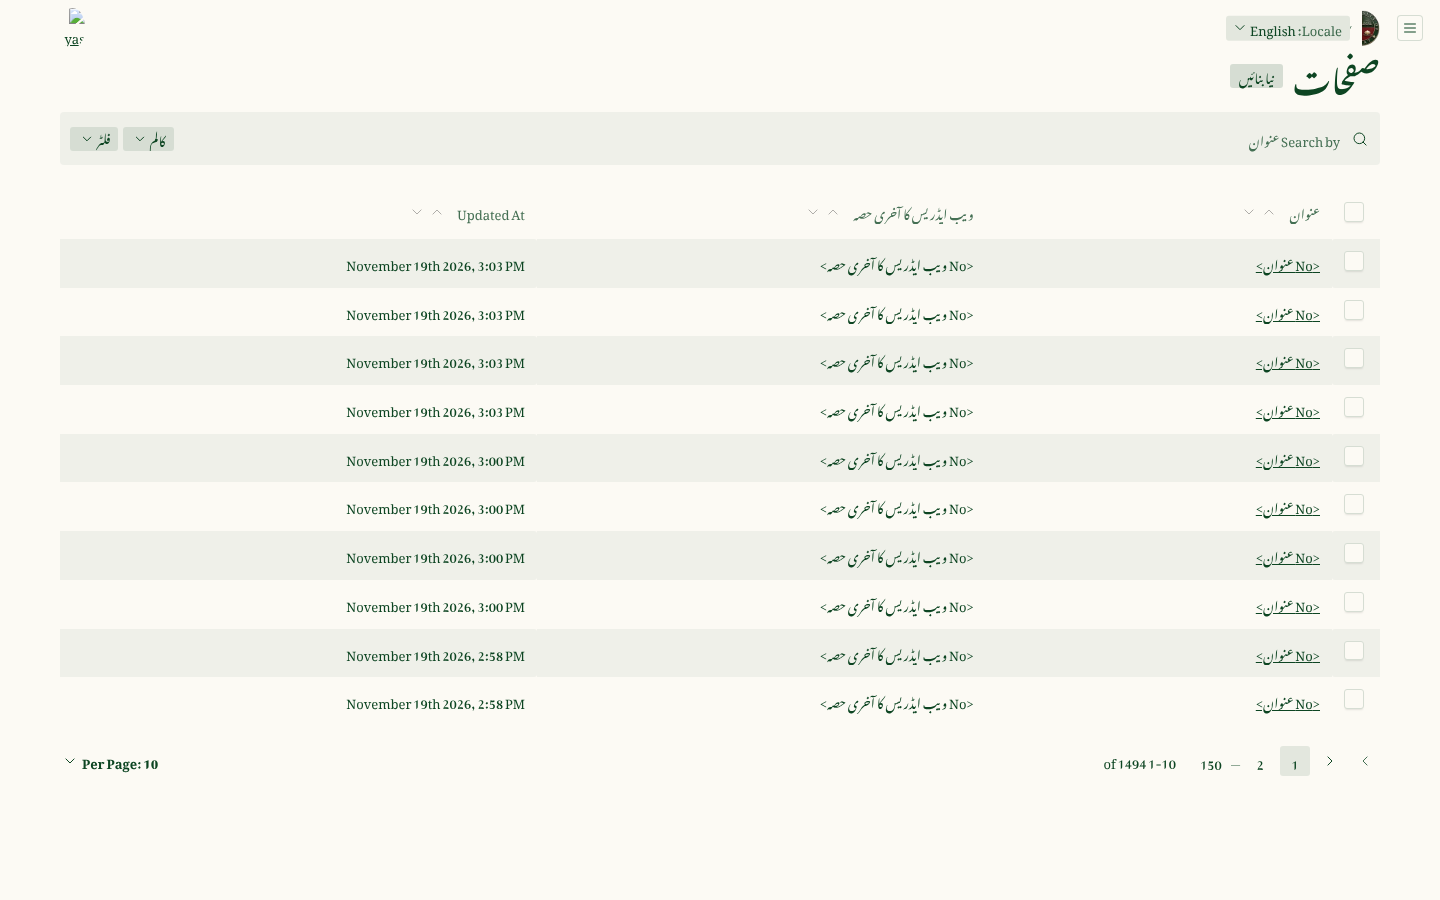 Locale: English
yas
صفحات
نیا بنائیں
Search by عنوان
کالم
فلٹر
عنوان
ویب ایڈریس کا آخری حصہ
Updated At
<No عنوان>
<No ویب ایڈریس کا آخری حصہ>
November 19th 2026, 3:03 PM
<No عنوان>
<No ویب ایڈریس کا آخری حصہ>
November 19th 2026, 3:03 PM
<No عنوان>
<No ویب ایڈریس کا آخری حصہ>
November 19th 2026, 3:03 PM
<No عنوان>
<No ویب ایڈریس کا آخری حصہ>
November 19th 2026, 3:03 PM
<No عنوان>
<No ویب ایڈریس کا آخری حصہ>
November 19th 2026, 3:00 PM
<No عنوان>
<No ویب ایڈریس کا آخری حصہ>
November 19th 2026, 3:00 PM
<No عنوان>
<No ویب ایڈریس کا آخری حصہ>
November 19th 2026, 3:00 PM
<No عنوان>
<No ویب ایڈریس کا آخری حصہ>
November 19th 2026, 3:00 PM
<No عنوان>
<No ویب ایڈریس کا آخری حصہ>
November 19th 2026, 2:58 PM
<No عنوان>
<No ویب ایڈریس کا آخری حصہ>
November 19th 2026, 2:58 PM
1
2
—
150
1-10 of 1494
Per Page: 10